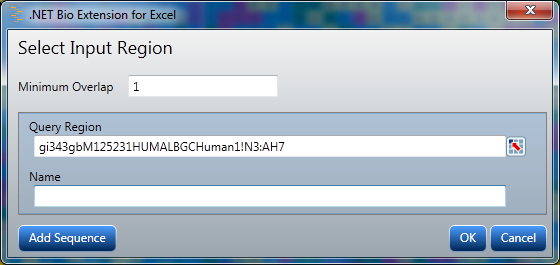 .NET Bio Extension for Excel
Select Input Region
Minimum Overlap 1
Query Region
gi343gbM125231HUMALBGCHuman1!N3:AH7
Name
Add Sequence OK Cancel